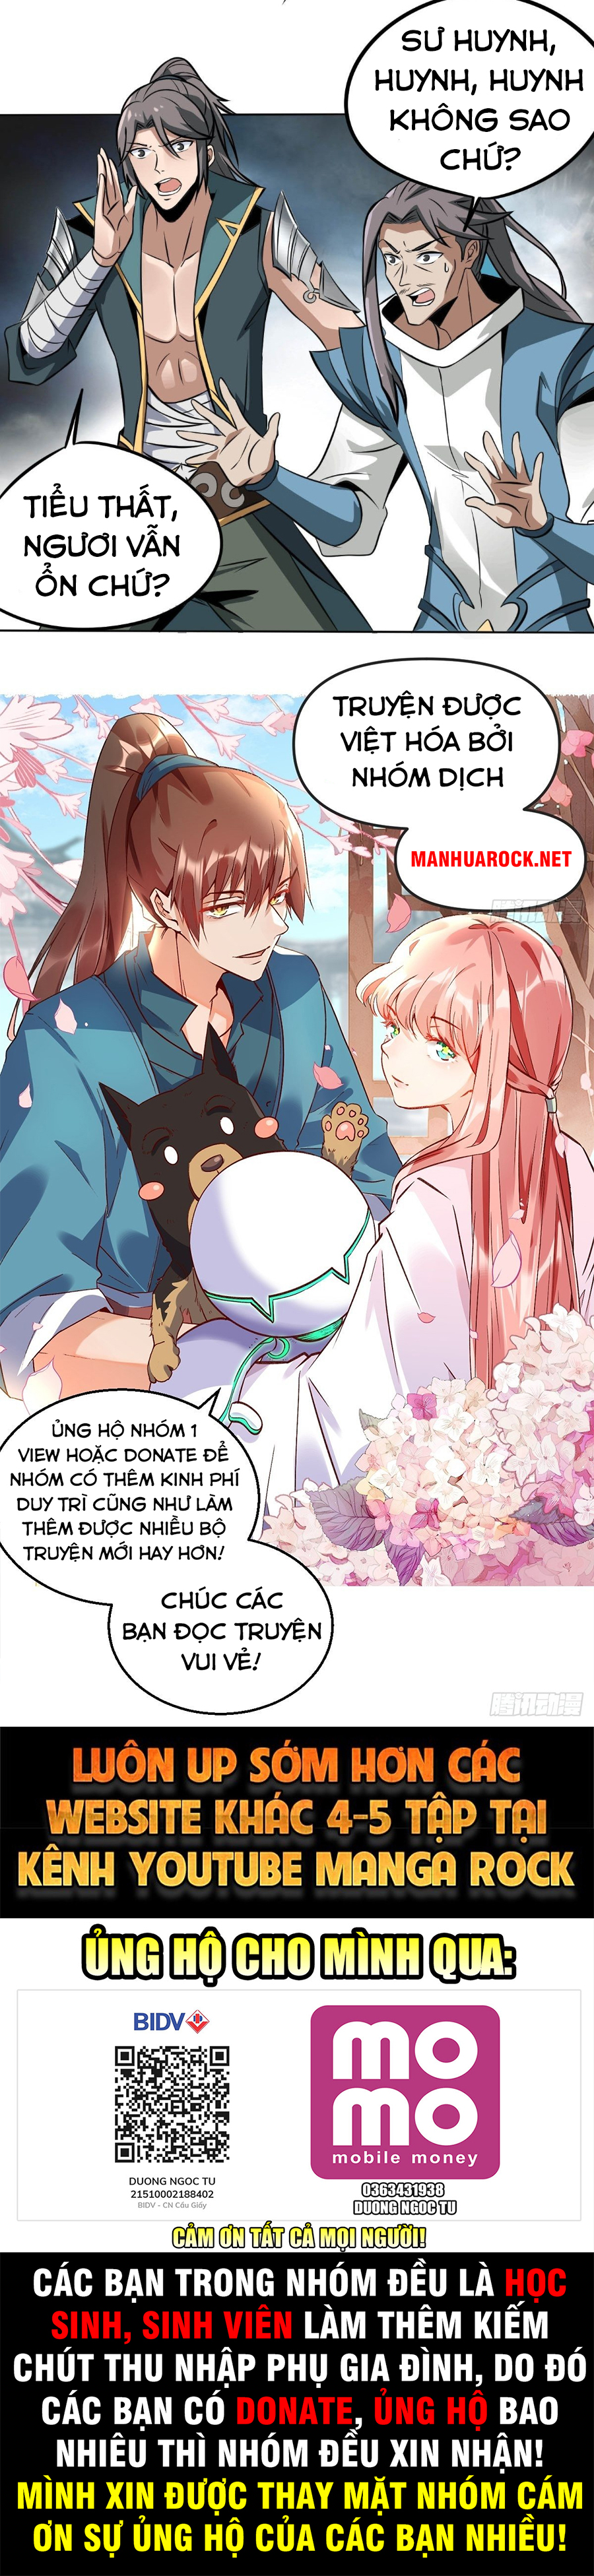 SƯ HUYNH,
HUYNH, HUYNH
KHÔNG SAO
CHỨ?
TIỂU THẤT,
NGƯƠI VẪN
ỔN CHỨ?
TRUYỆN ĐƯỢC
VIỆT HÓA BỞI
NHÓM DỊCH
MANHUAROCK.NET
ỦNG HỘ NHÓM 1
VIEW HOẶC DONATE ĐỂ
NHÓM CÓ THÊM KINH PHÍ
DUY TRÌ CŨNG NHƯ LÀM
THÊM ĐƯỢC NHIỀU BỘ
TRUYỆN MỚI HAY HƠN!
CHÚC CÁC
BẠN ĐỌC TRUYỆN
VUI VẺ!
腾讯动漫
LUÔN UP SỚM HƠN CÁC
WEBSITE KHÁC 4-5 TẬP TẠI
KÊNH YOUTUBE MANGA ROCK
ỦNG HỘ CHO MÌNH QUA:
BIDV
DUONG NGOC TU
21510002188402
BIDV - CN Cầu Giấy
mo
mo
mobile money
0363431938
DUONG NGOC TU
CẢM ƠN TẤT CẢ MỌI NGƯỜI!
CÁC BẠN TRONG NHÓM ĐỀU LÀ HỌC
SINH, SINH VIÊN LÀM THÊM KIẾM
CHÚT THU NHẬP PHỤ GIA ĐÌNH, DO ĐÓ
CÁC BẠN CÓ DONATE, ỦNG HỘ BAO
NHIÊU THÌ NHÓM ĐỀU XIN NHẬN!
MÌNH XIN ĐƯỢC THAY MẶT NHÓM CÁM
ƠN SỰ ỦNG HỘ CỦA CÁC BẠN NHIỀU!